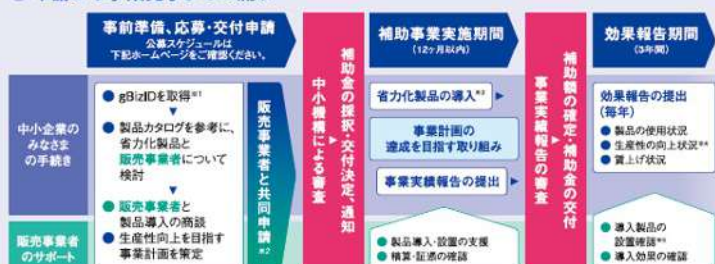 事前準備、応募・交付申請
公募スケジュールは
下記ホームページをご確認ください。
補助事業実施期間
(12ヶ月以内)
効果報告期間
(3年間)
中小企業の
みなさま
の手続き
● gBizIDを取得※1
▼
● 製品カタログを参考に、
省力化製品と
販売事業者について
検討
▼
● 販売事業者と
製品導入の商談
● 生産性向上を目指す
事業計画を策定
販売事業者と共同申請※2
中小機構による審査
補助金の採択・交付決定、通知
省力化製品の導入※3
事業計画の
達成を目指す取り組み
事業実績報告の提出
事業実績報告の審査
補助額の確定・補助金の交付
効果報告の提出
(毎年)
● 製品の使用状況
● 生産性の向上状況※4
● 賃上げ状況
販売事業者
のサポート
● 製品導入・設置の支援
● 積算・証憑の確認
● 導入製品の
設置確認※5
● 導入効果の確認